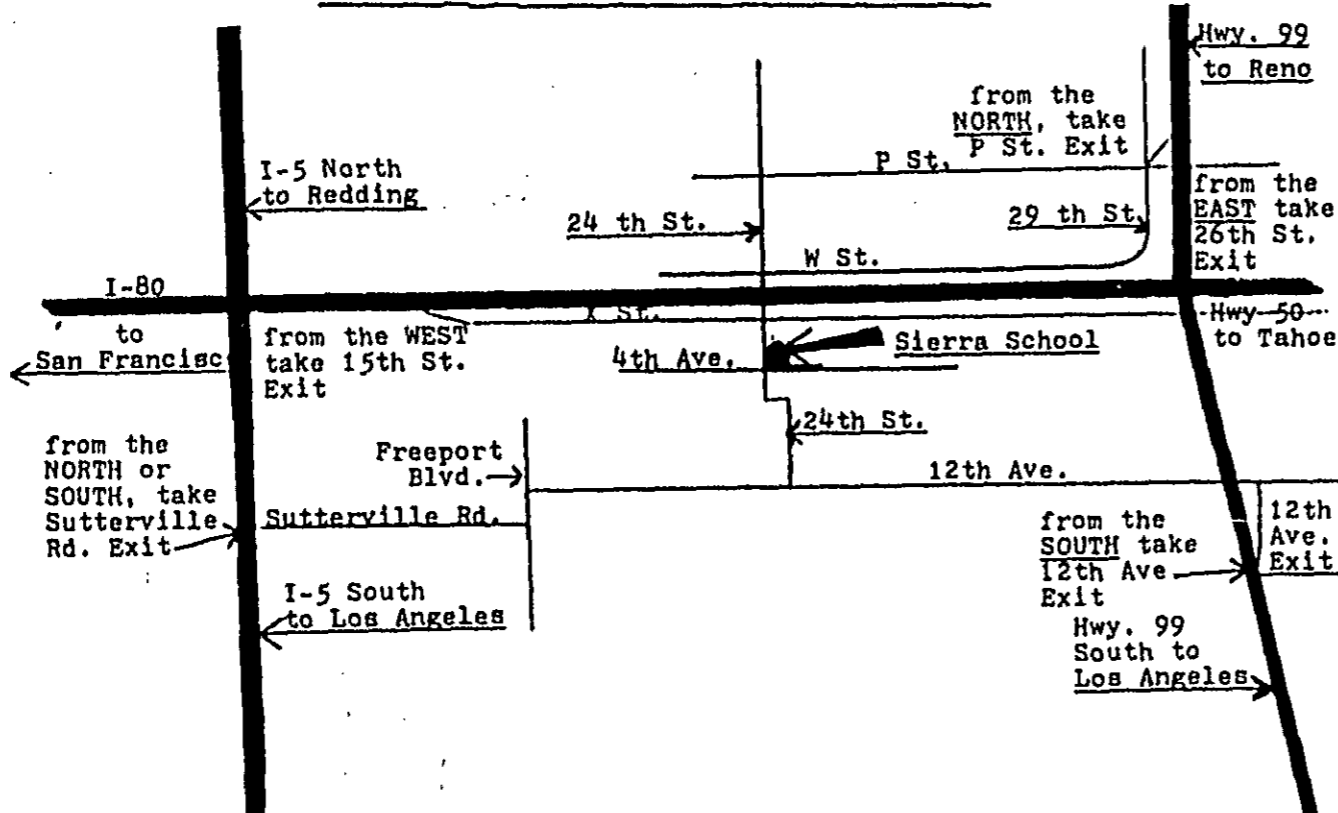 Hwy. 99
to Reno
from the
NORTH, take
P St. Exit
I-5 North
to Redding
P St.
from the
EAST take
26th St.
Exit
24 th St.
29 th St.
W St.
I-80
to
San Francisc
from the WEST
take 15th St.
Exit
St.
Hwy 50
to Tahoe
Sierra School
4th Ave.
24th St.
from the
NORTH or
SOUTH, take
Sutterville
Rd. Exit
Freeport
Blvd.
12th Ave.
Sutterville Rd.
from the
SOUTH take
12th Ave
Exit
12th
Ave.
Exit
I-5 South
to Los Angeles
Hwy. 99
South to
Los Angeles